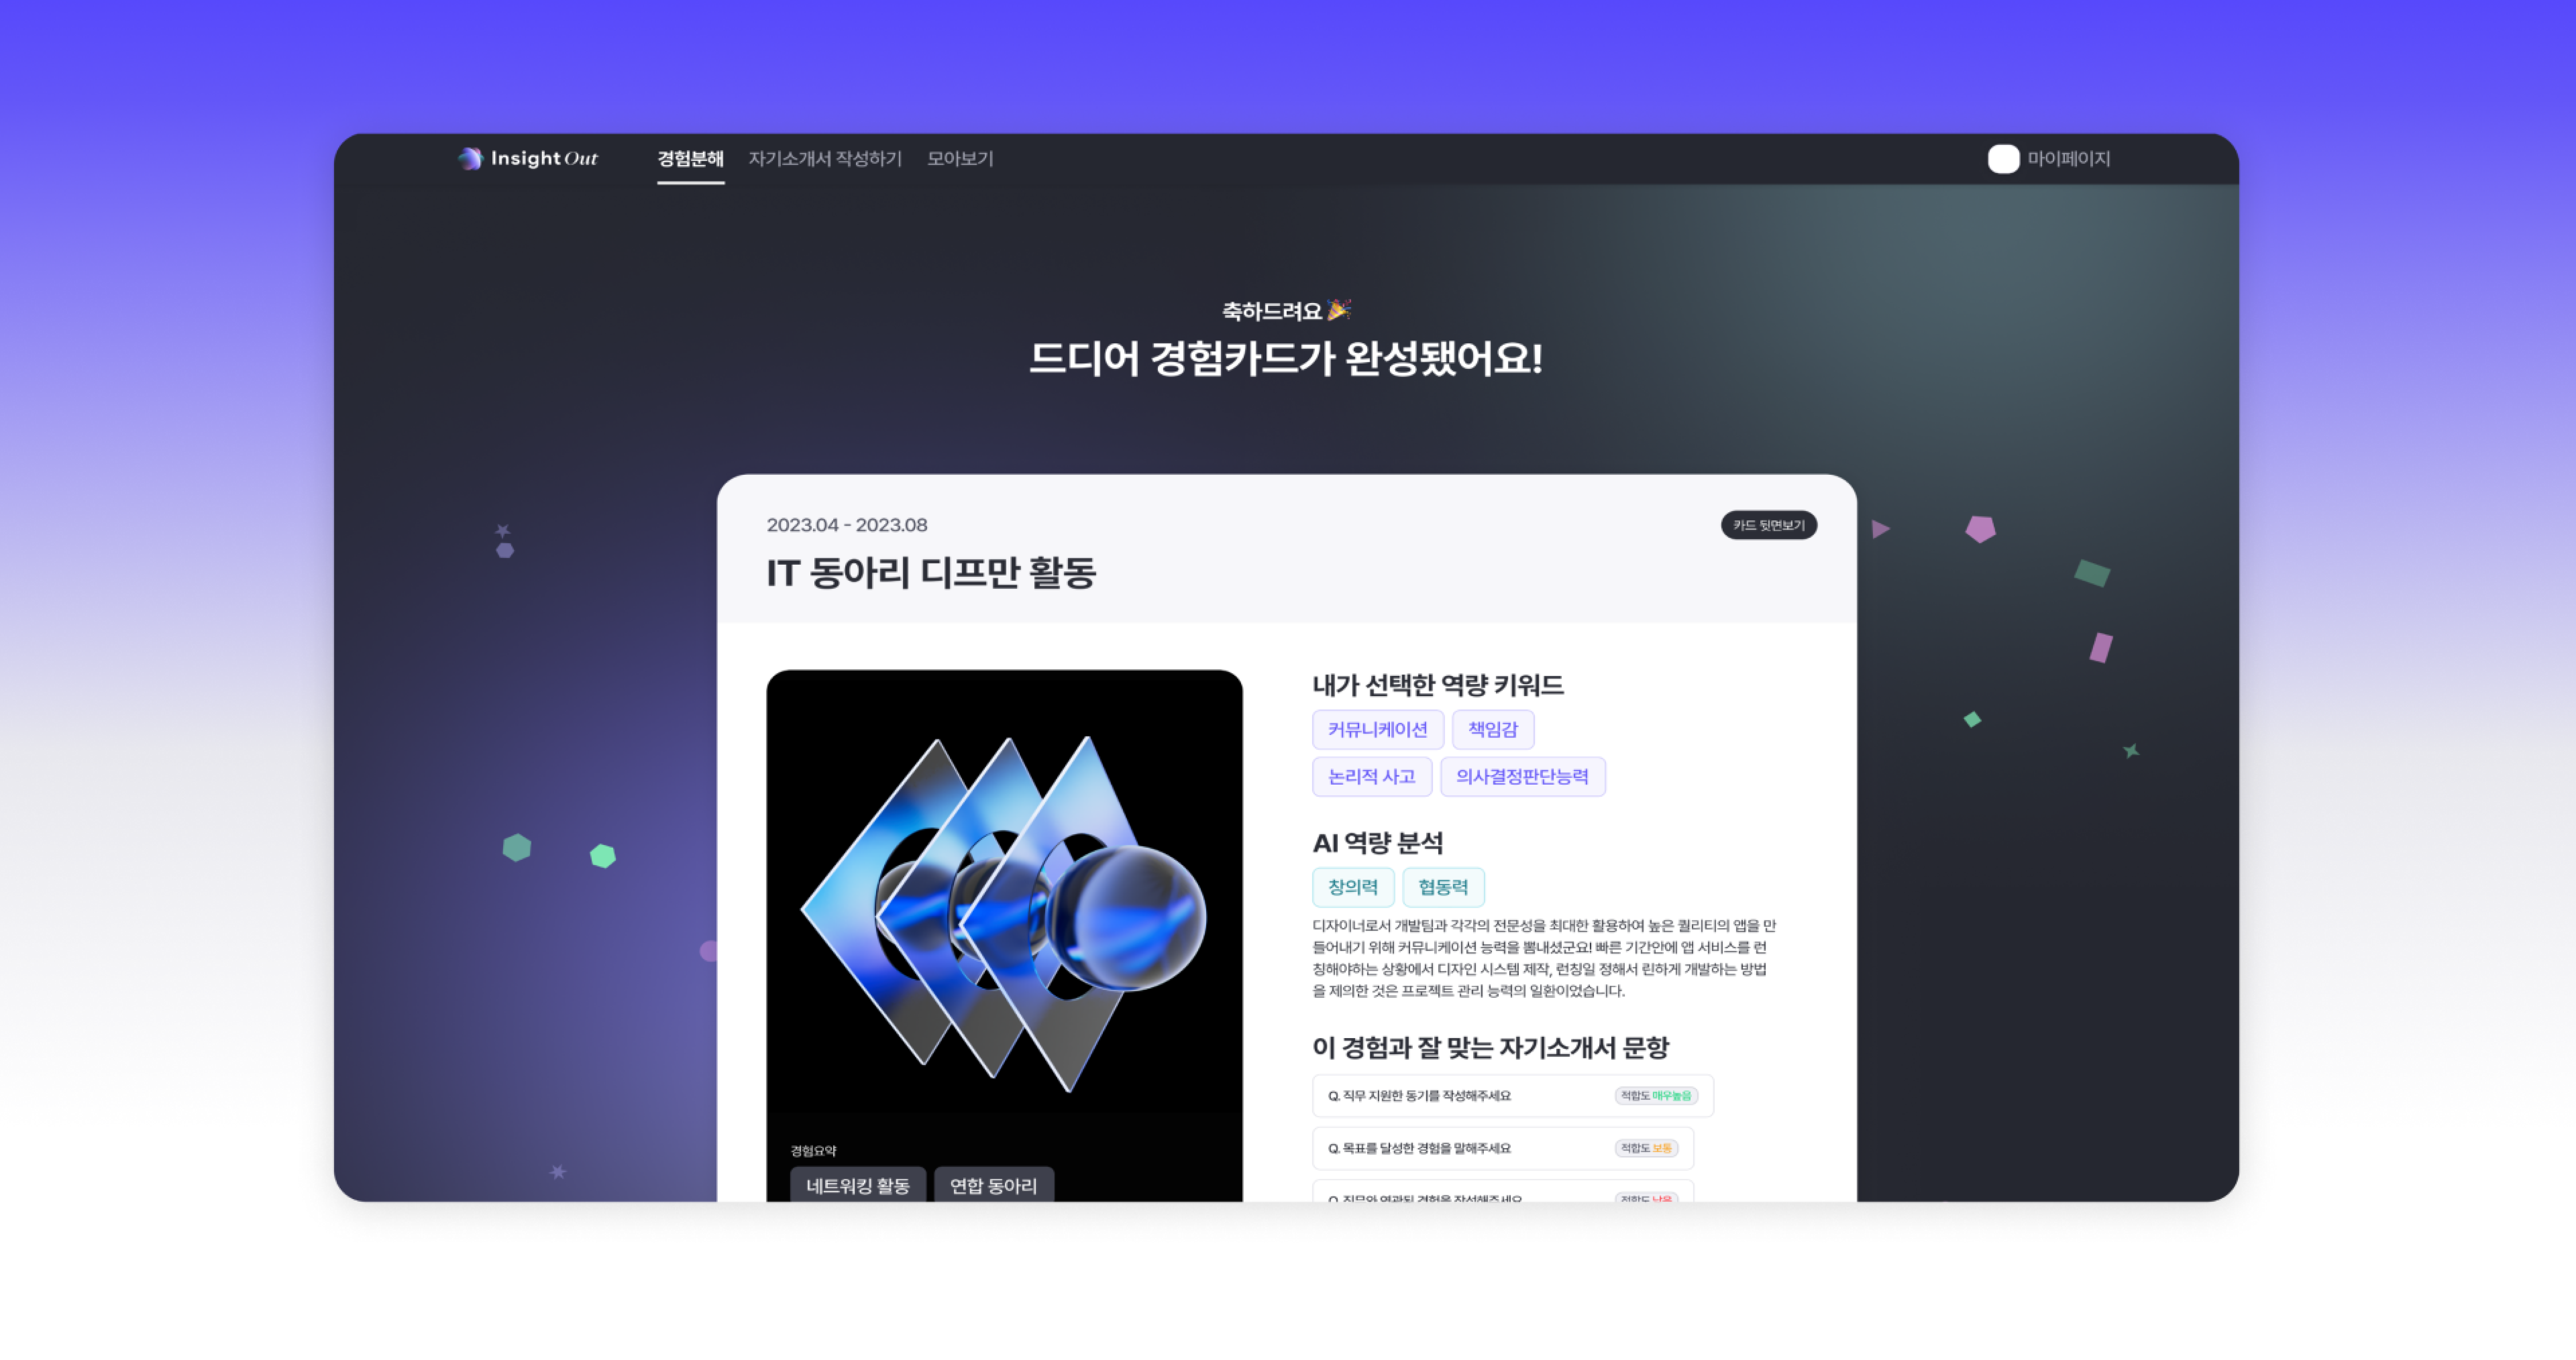 Insight Out
경험분해
자기소개서 작성하기
모아보기
마이페이지
축하드려요 🎉
드디어 경험카드가 완성됐어요!
2023.04 - 2023.08
카드 뒷면보기
IT 동아리 디프만 활동
내가 선택한 역량 키워드
커뮤니케이션
책임감
논리적 사고
의사결정판단능력
AI 역량 분석
창의력
협동력
디자이너로서 개발팀과 각각의 전문성을 최대한 활용하여 높은 퀄리티의 앱을 만
들어내기 위해 커뮤니케이션 능력을 뽐내셨군요! 빠른 기간안에 앱 서비스를 런
칭해야하는 상황에서 디자인 시스템 제작, 런칭일 정해서 린하게 개발하는 방법
을 제의한 것은 프로젝트 관리 능력의 일환이었습니다.
이 경험과 잘 맞는 자기소개서 문항
Q. 직무 지원한 동기를 작성해주세요
적합도 매우높음
Q. 목표를 달성한 경험을 말해주세요
적합도 보통
Q. 직무와 연관된 경험을 작성해주세요
적합도 낮음
경험요약
네트워킹 활동
연합 동아리